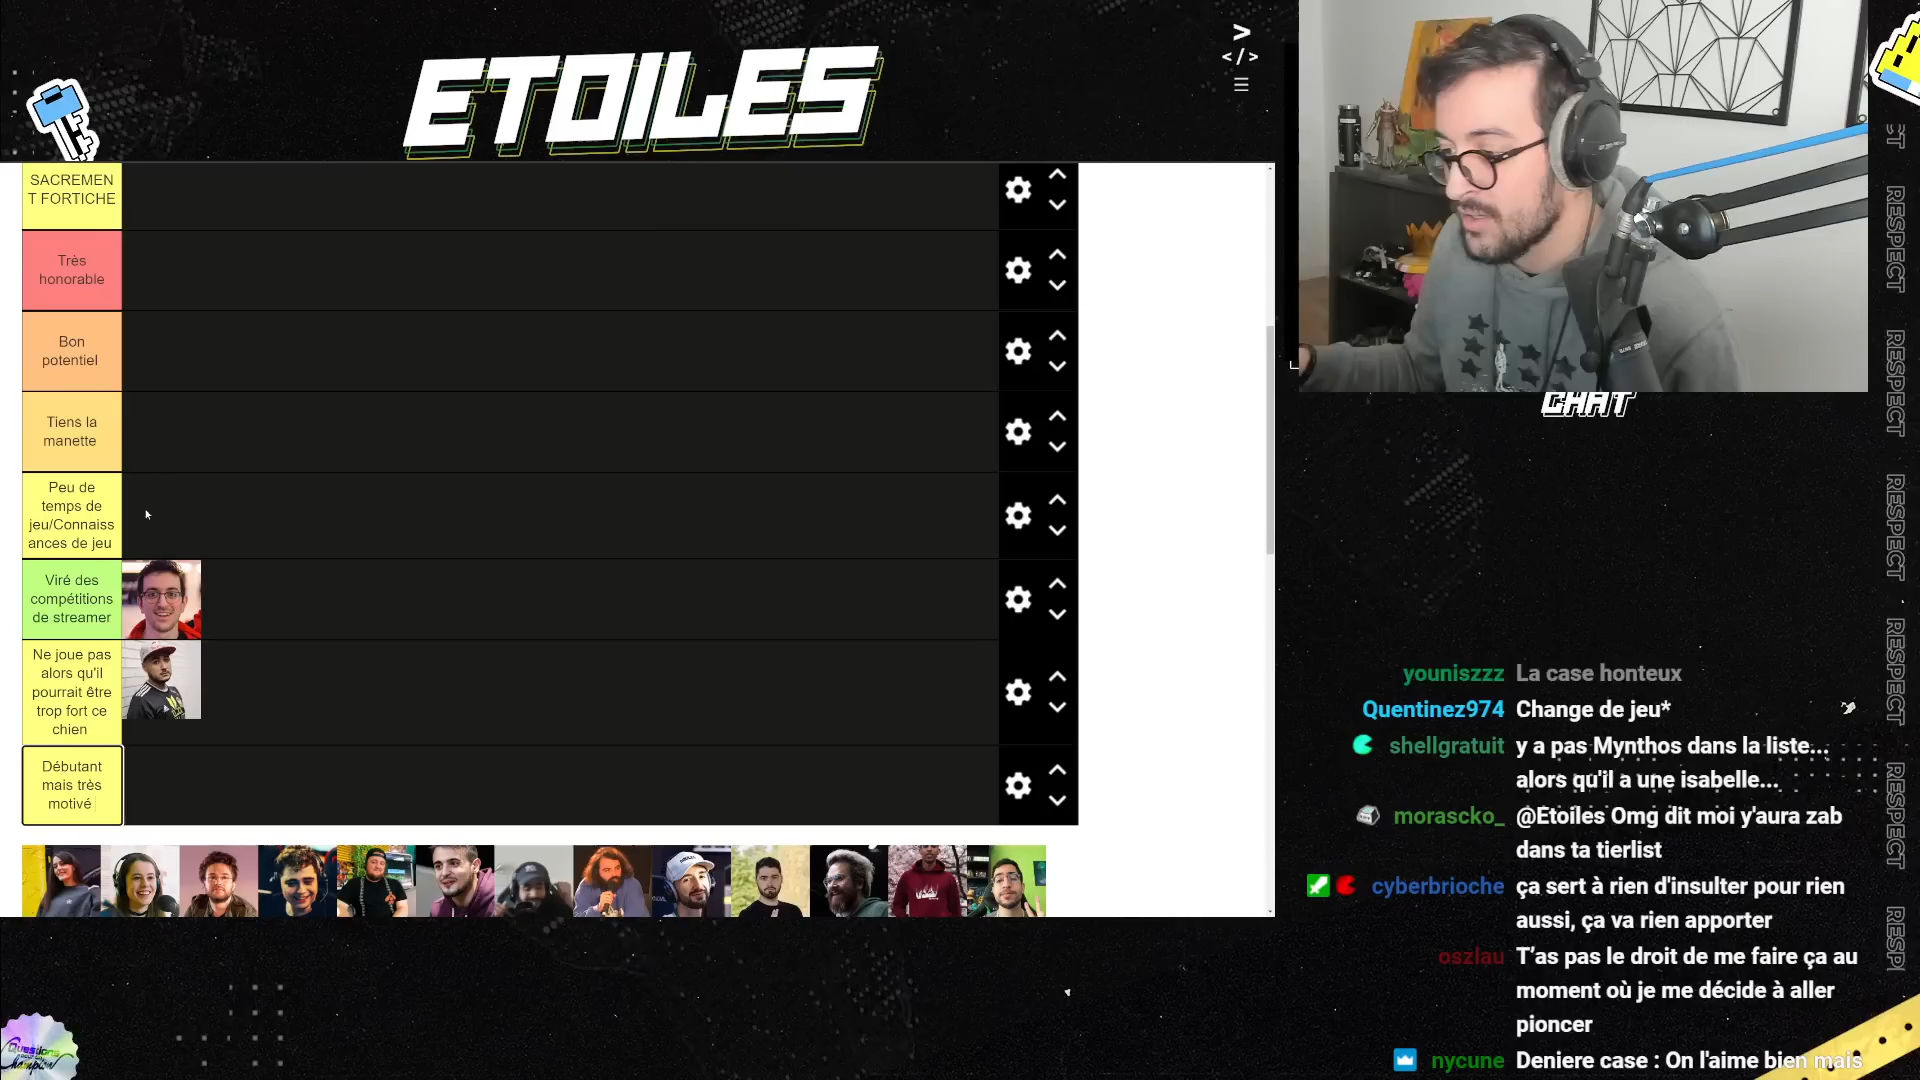 ETOILES
>
</>
SACREMEN
T FORTICHE
Très
honorable
Bon
potentiel
Tiens la
manette
Peu de
temps de
jeu/Connaiss
ances de jeu
Viré des
compétitions
de streamer
Ne joue pas
alors qu'il
pourrait être
trop fort ce
chien
Débutant
mais très
motivé
CHAT
youniszzz La case honteux
Quentinez974 Change de jeu*
shellgratuit y a pas Mynthos dans la liste...
alors qu'il a une isabelle...
morascko_ @Etoiles Omg dit moi y'aura zab
dans ta tierlist
cyberbrioche ça sert à rien d'insulter pour rien
aussi, ça va rien apporter
oszlau T'as pas le droit de me faire ça au
moment où je me décide à aller
pioncer
nycune Deniere case : On l'aime bien mais
CT
RESPECT
RESPECT
RESPECT
RESPECT
RESPECT
RESP
Questions
Champion